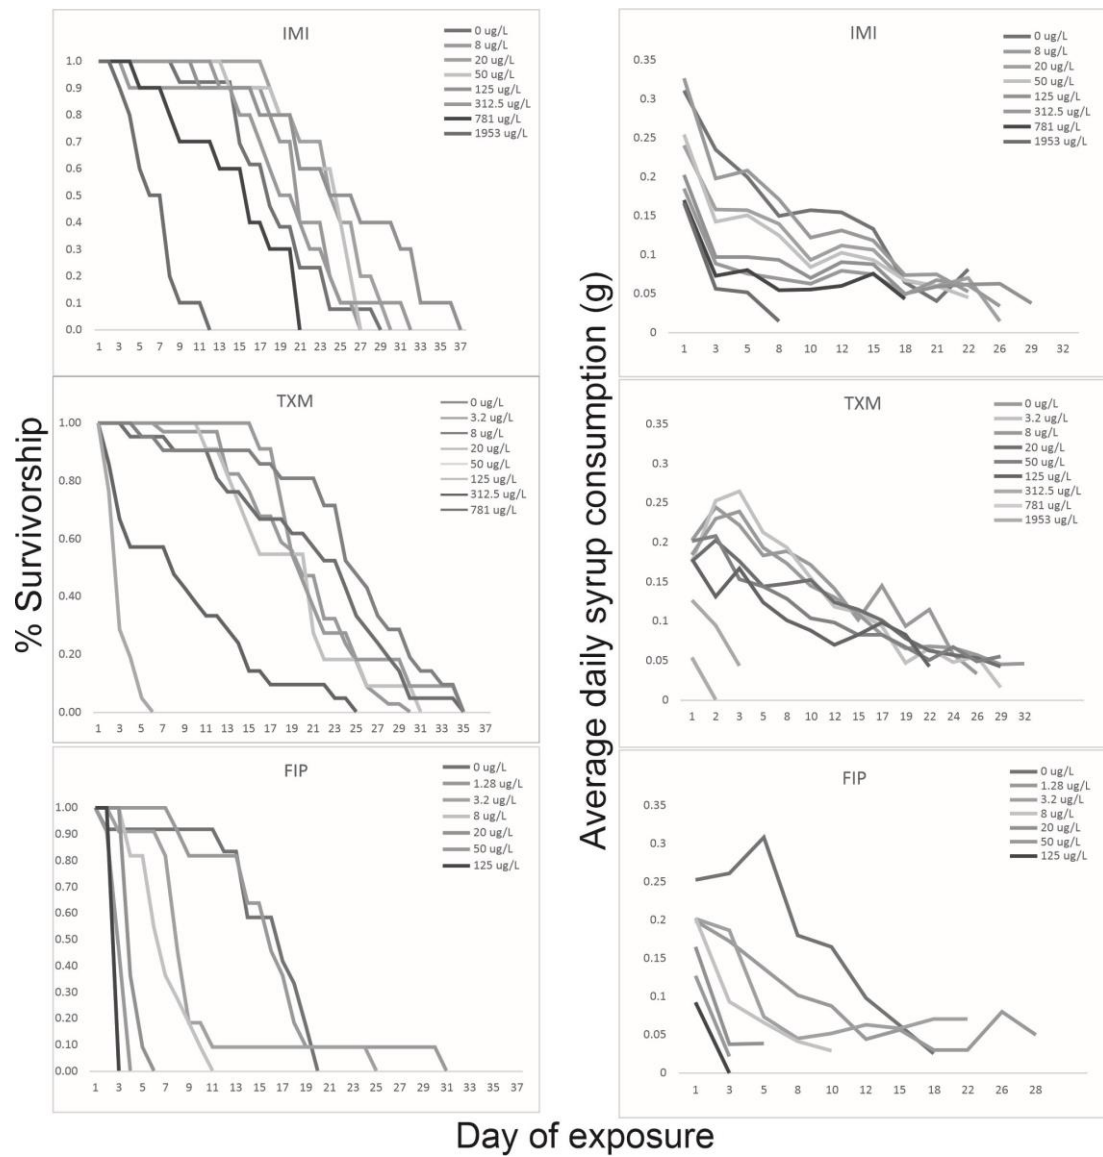 % Survivorship
IMI
0 ug/L
8 ug/L
20 ug/L
50 ug/L
125 ug/L
312.5 ug/L
781 ug/L
1953 ug/L
1.0
0.9
0.8
0.7
0.6
0.5
0.4
0.3
0.2
0.1
0.0
1 3 5 7 9 11 13 15 17 19 21 23 25 27 29 31 33 35 37
TXM
0 ug/L
3.2 ug/L
8 ug/L
20 ug/L
50 ug/L
125 ug/L
312.5 ug/L
781 ug/L
1.00
0.80
0.60
0.40
0.20
0.00
1 3 5 7 9 11 13 15 17 19 21 23 25 27 29 31 33 35 37
FIP
0 ug/L
1.28 ug/L
3.2 ug/L
8 ug/L
20 ug/L
50 ug/L
125 ug/L
1.00
0.90
0.80
0.70
0.60
0.50
0.40
0.30
0.20
0.10
0.00
1 3 5 7 9 11 13 15 17 19 21 23 25 27 29 31 33 35 37
Average daily syrup consumption (g)
IMI
0 ug/L
8 ug/L
20 ug/L
50 ug/L
125 ug/L
312.5 ug/L
781 ug/L
1953 ug/L
0.35
0.3
0.25
0.2
0.15
0.1
0.05
0
1 3 5 8 10 12 15 18 21 22 26 29 32
TXM
0 ug/L
3.2 ug/L
8 ug/L
20 ug/L
50 ug/L
125 ug/L
312.5 ug/L
781 ug/L
1953 ug/L
0.35
0.3
0.25
0.2
0.15
0.1
0.05
0
1 2 3 5 8 10 12 15 17 19 22 24 26 29 32
FIP
0 ug/L
1.28 ug/L
3.2 ug/L
8 ug/L
20 ug/L
50 ug/L
125 ug/L
0.35
0.3
0.25
0.2
0.15
0.1
0.05
0
1 3 5 8 10 12 15 18 22 26 28
Day of exposure